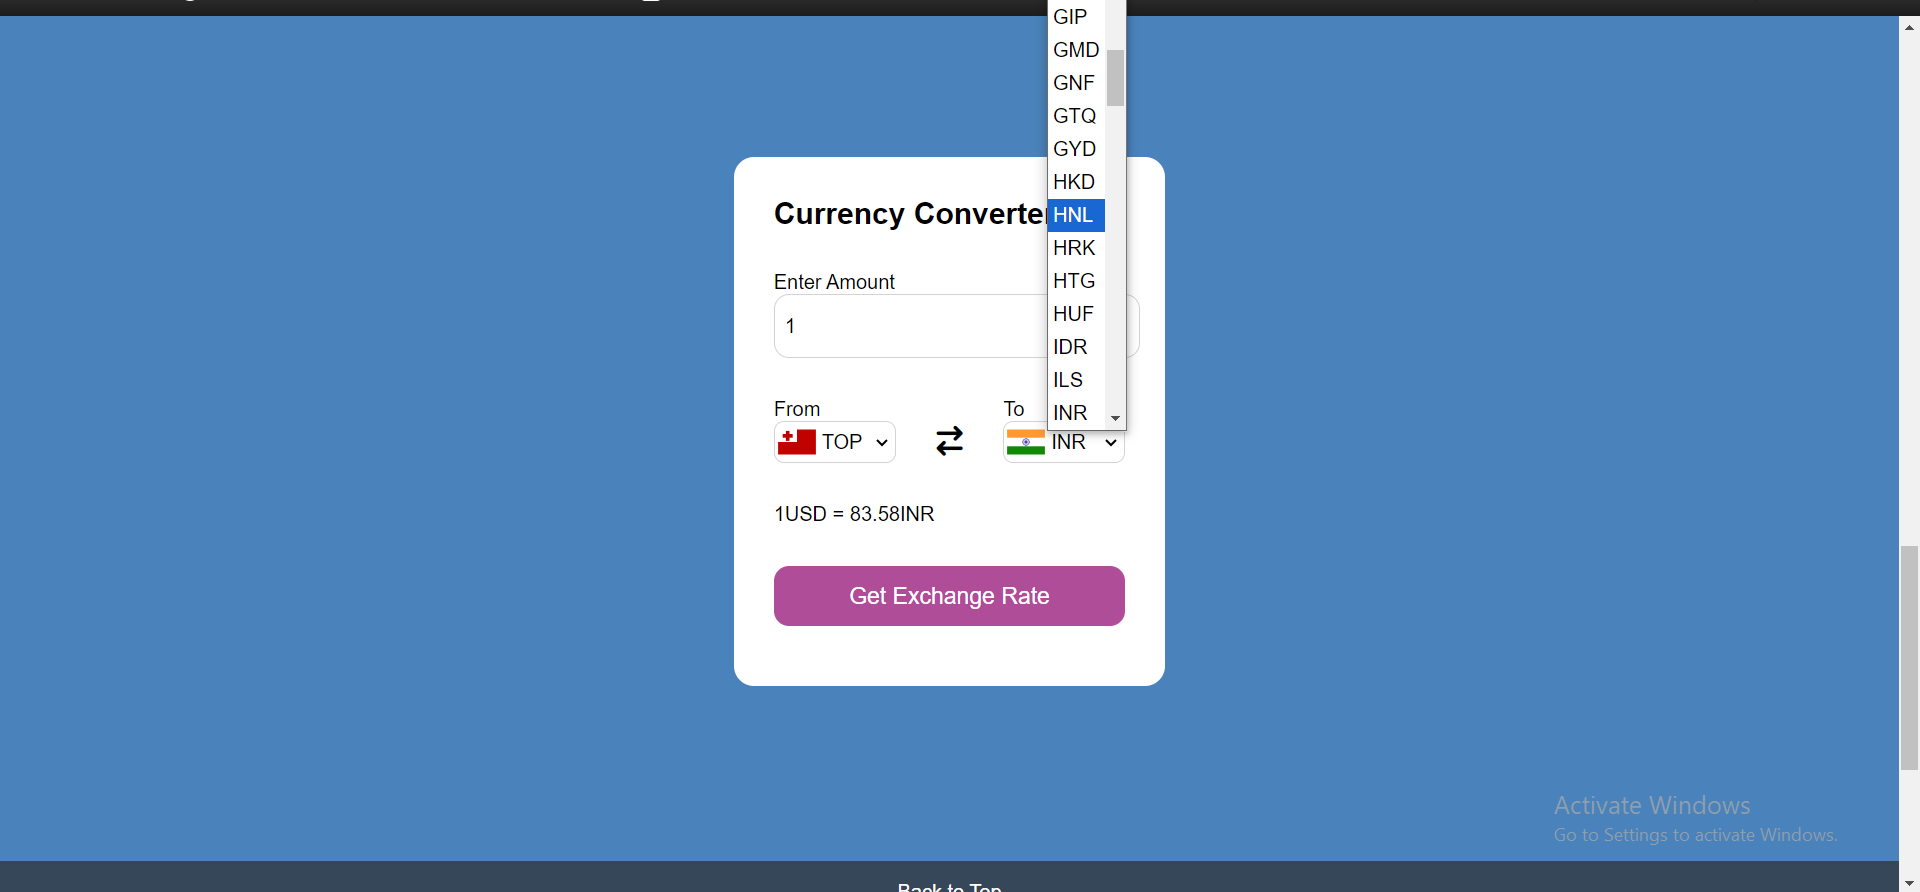 GIP
GMD
GNF
GTQ
GYD
HKD
HNL
HRK
HTG
HUF
IDR
ILS
INR
Currency Converter
Enter Amount
1
From
To
TOP
INR
1USD = 83.58INR
Get Exchange Rate
Activate Windows
Go to Settings to activate Windows.
Back to Top